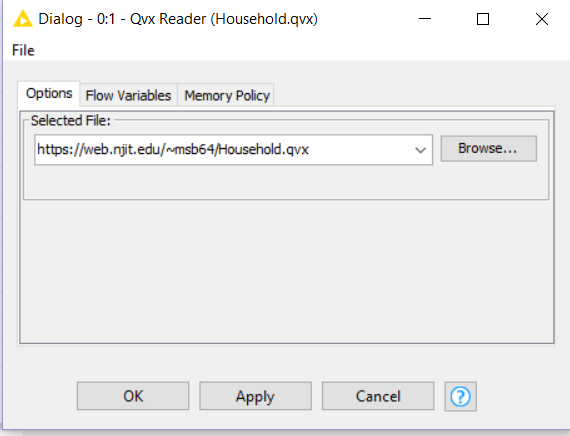 Dialog - 0:1 - Qvx Reader (Household.qvx)
File
Options Flow Variables Memory Policy
Selected File:
https://web.njit.edu/~msb64/Household.qvx Browse...
OK Apply Cancel ?